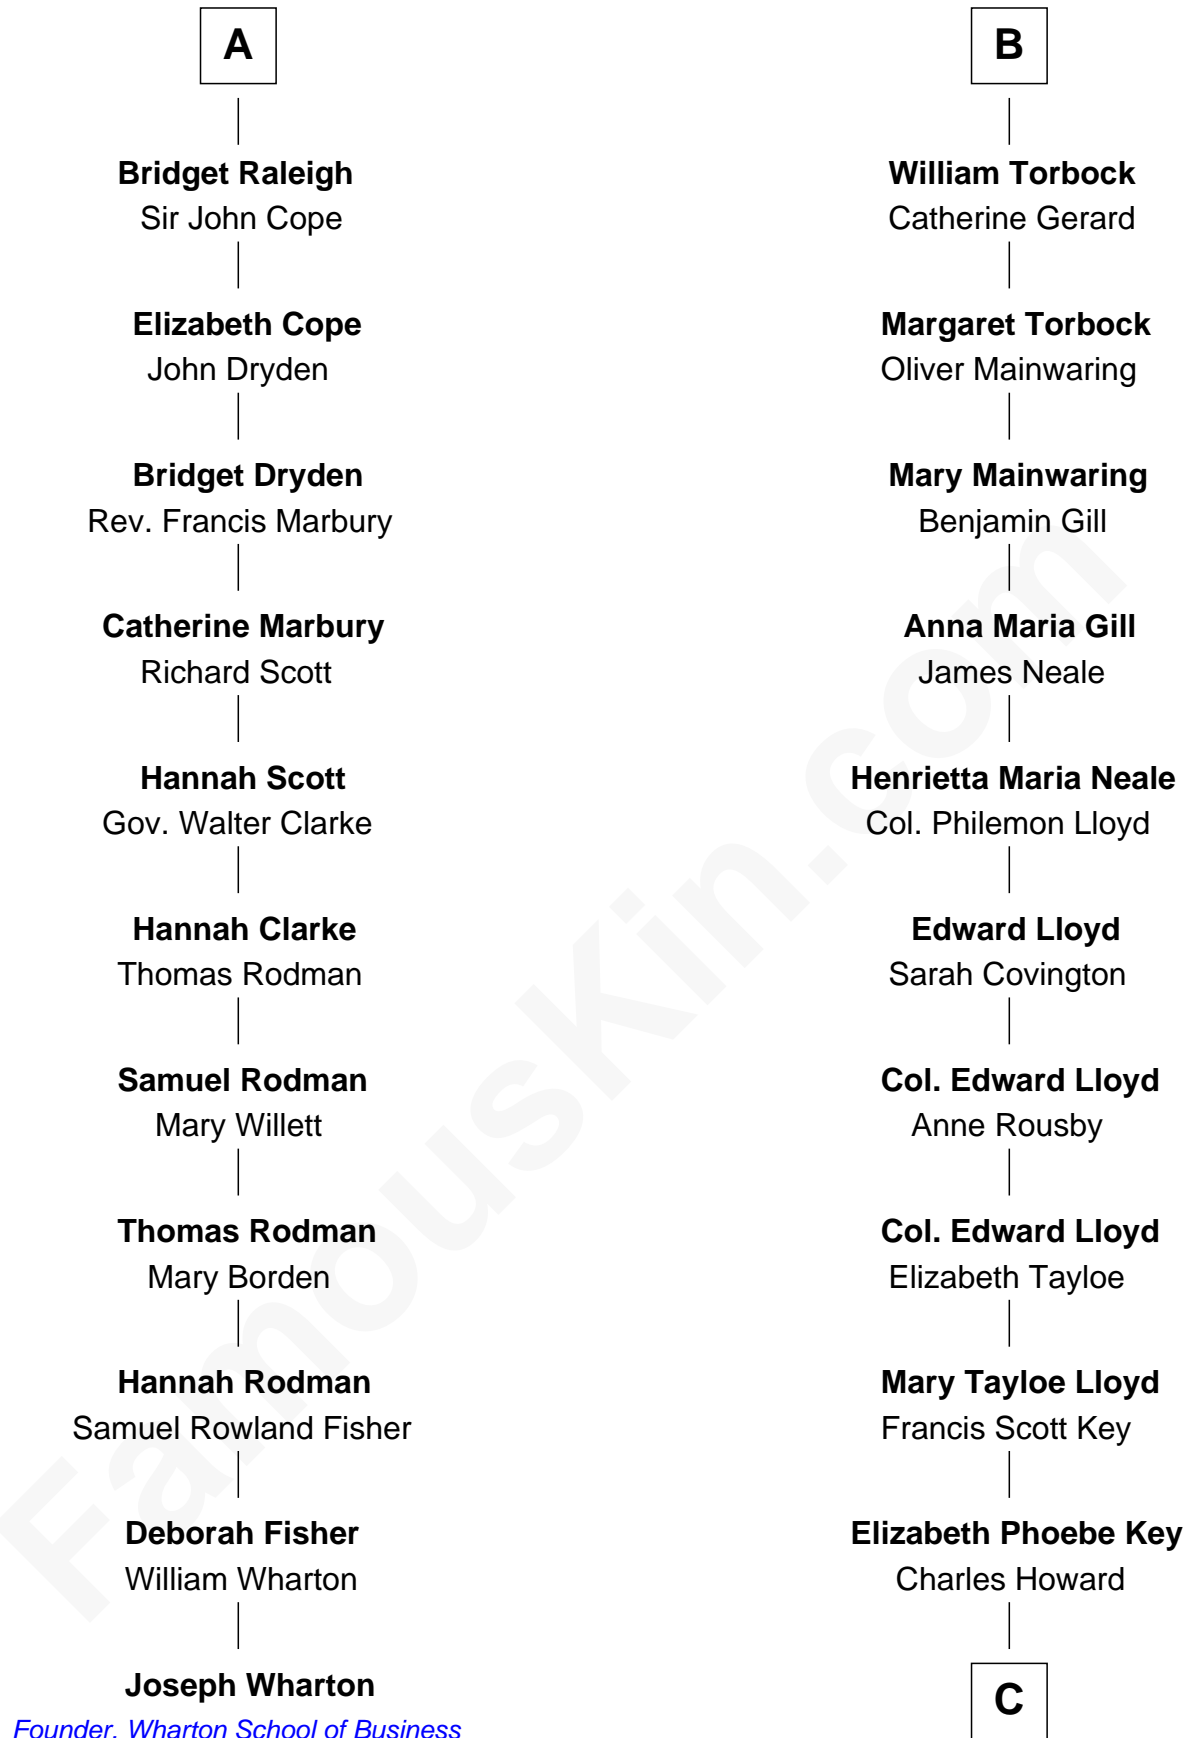 A
Bridget Raleigh
Sir John Cope
Elizabeth Cope
John Dryden
Bridget Dryden
Rev. Francis Marbury
Catherine Marbury
Richard Scott
Hannah Scott
Gov. Walter Clarke
Hannah Clarke
Thomas Rodman
Samuel Rodman
Mary Willett
Thomas Rodman
Mary Borden
Hannah Rodman
Samuel Rowland Fisher
Deborah Fisher
William Wharton
Joseph Wharton
Founder, Wharton School of Business
B
William Torbock
Catherine Gerard
Margaret Torbock
Oliver Mainwaring
Mary Mainwaring
Benjamin Gill
Anna Maria Gill
James Neale
Henrietta Maria Neale
Col. Philemon Lloyd
Edward Lloyd
Sarah Covington
Col. Edward Lloyd
Anne Rousby
Col. Edward Lloyd
Elizabeth Tayloe
Mary Tayloe Lloyd
Francis Scott Key
Elizabeth Phoebe Key
Charles Howard
C
FamousKin.com